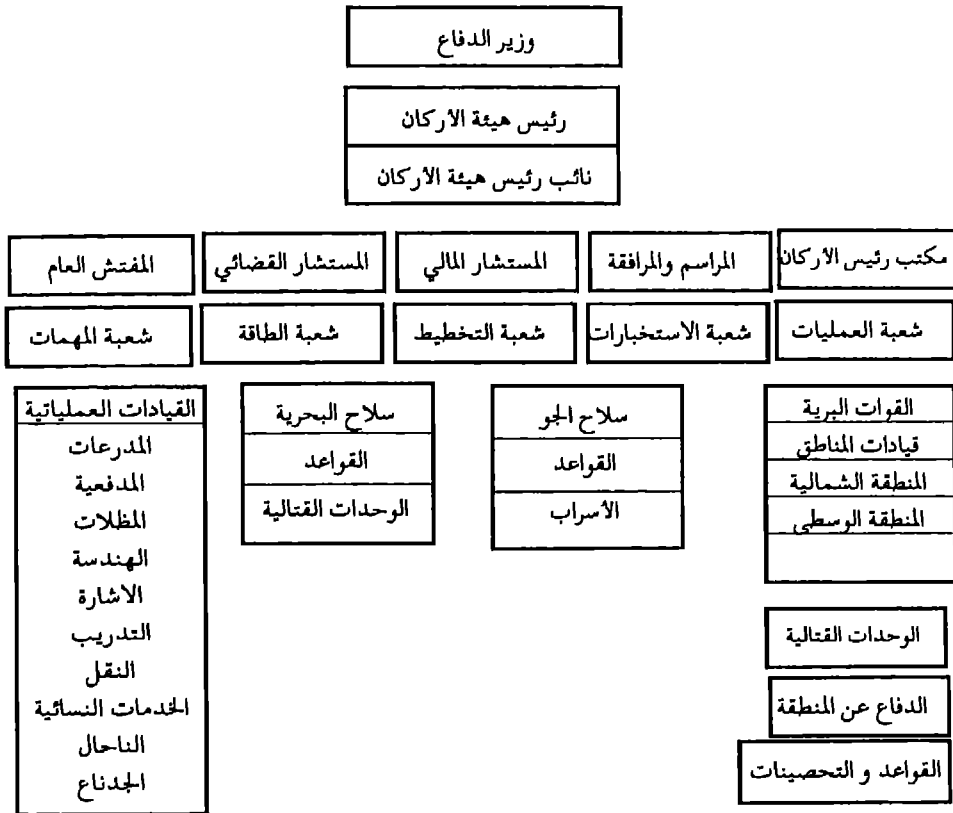 وزير الدفاع
رئيس هيئة الأركان
نائب رئيس هيئة الأركان
مكتب رئيس الأركان
المراسم والمرافقة
المستشار المالي
المستشار القضائي
المفتش العام
شعبة العمليات
شعبة الاستخبارات
شعبة التخطيط
شعبة الطاقة
شعبة المهمات
القوات البرية
قيادات المناطق
المنطقة الشمالية
المنطقة الوسطى
الوحدات القتالية
الدفاع عن المنطقة
القواعد و التحصينات
سلاح الجو
القواعد
الأسراب
سلاح البحرية
القواعد
الوحدات القتالية
القيادات العملياتية
المدرعات
المدفعية
المظلات
الهندسة
الاشارة
التدريب
النقل
الخدمات النسائية
الناحال
الجدناع